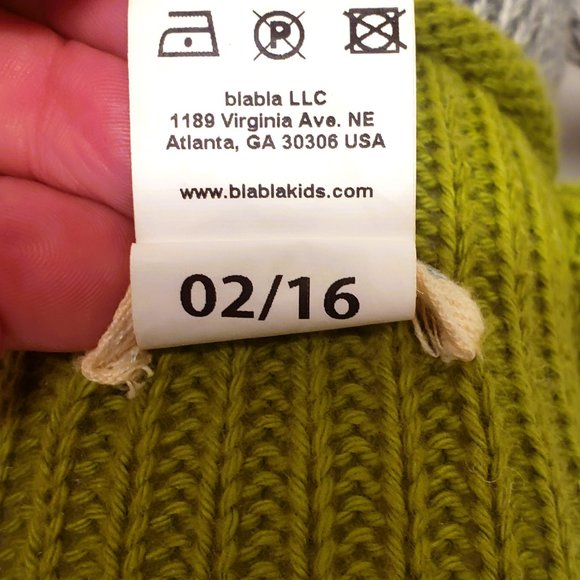 P
blabla LLC
1189 Virginia Ave. NE
Atlanta, GA 30306 USA
www.blablakids.com
02/16